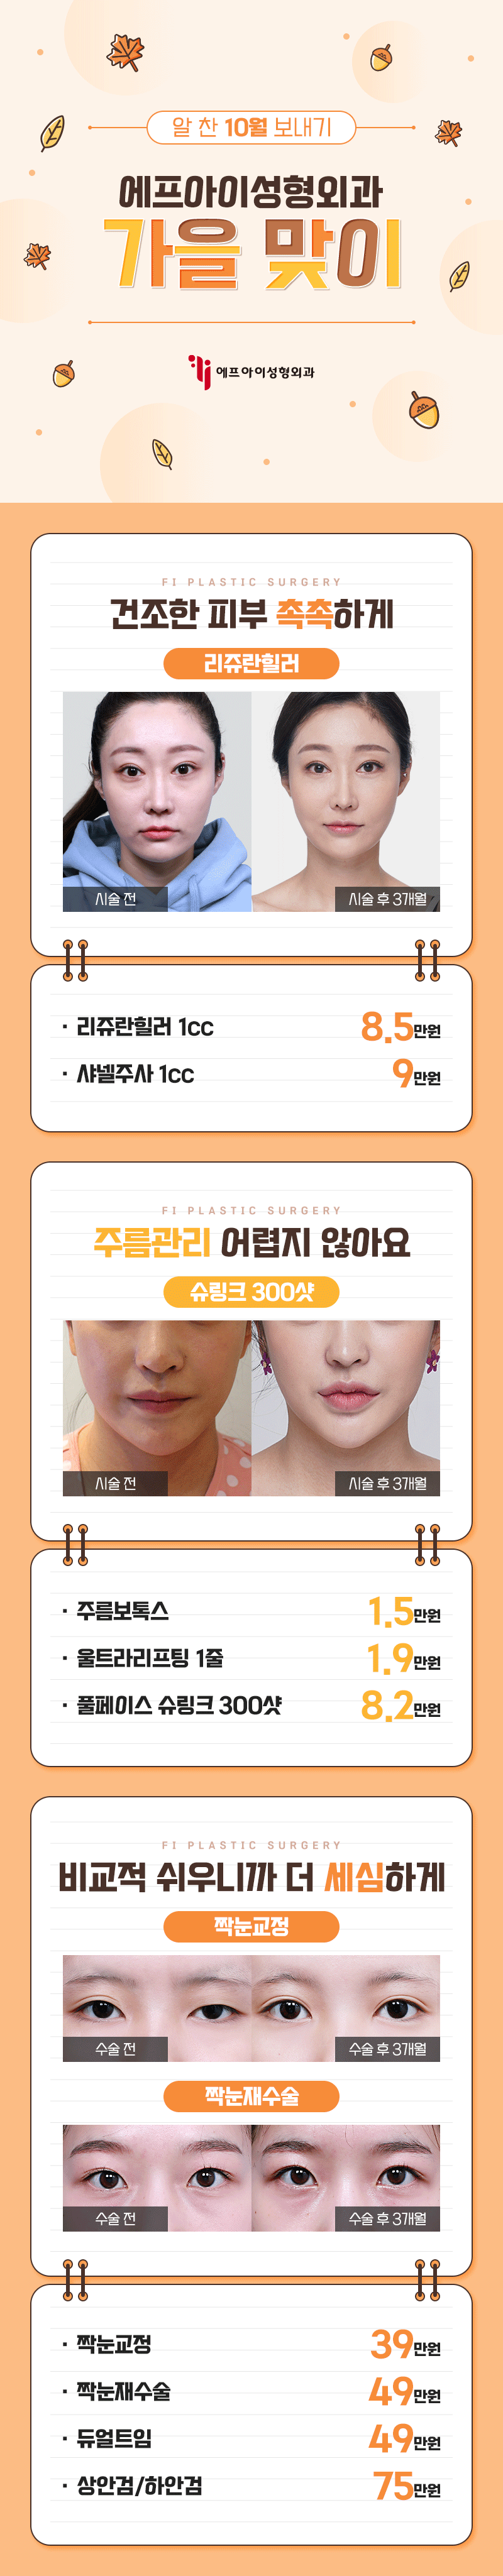 알 찬 10월 보내기
에프아이성형외과
가을 맞이
에프아이성형외과
FI PLASTIC SURGERY
건조한 피부 촉촉하게
리쥬란힐러
시술 전
시술 후 3개월
· 리쥬란힐러 1cc 8.5만원
· 샤넬주사 1cc 9만원
FI PLASTIC SURGERY
주름관리 어렵지 않아요
슈링크 300샷
시술 전
시술 후 3개월
· 주름보톡스 1.5만원
· 울트라리프팅 1줄 1.9만원
· 풀페이스 슈링크 300샷 8.2만원
FI PLASTIC SURGERY
비교적 쉬우니까 더 세심하게
짝눈교정
수술 전
수술 후 3개월
짝눈재수술
수술 전
수술 후 3개월
· 짝눈교정 39만원
· 짝눈재수술 49만원
· 듀얼트임 49만원
· 상안검/하안검 75만원